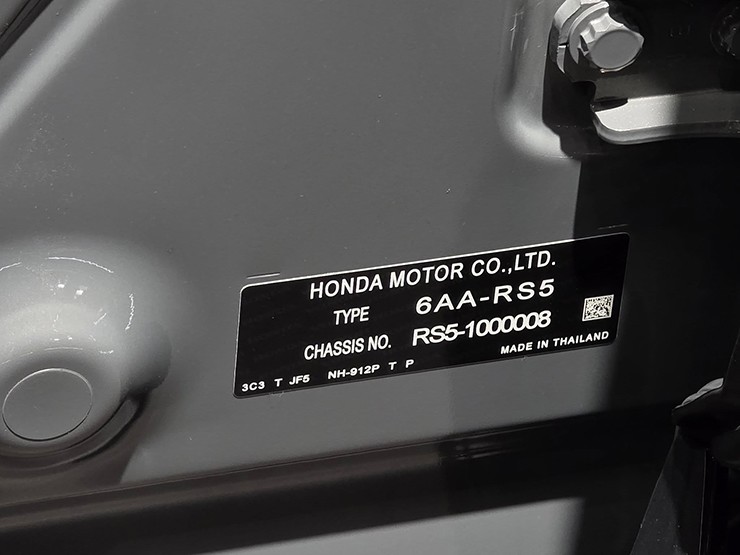 HONDA MOTOR CO.,LTD.
TYPE 6AA-RS5
CHASSIS NO. RS5-1000008
MADE IN THAILAND
3C3 T JF5 NH-912P T P